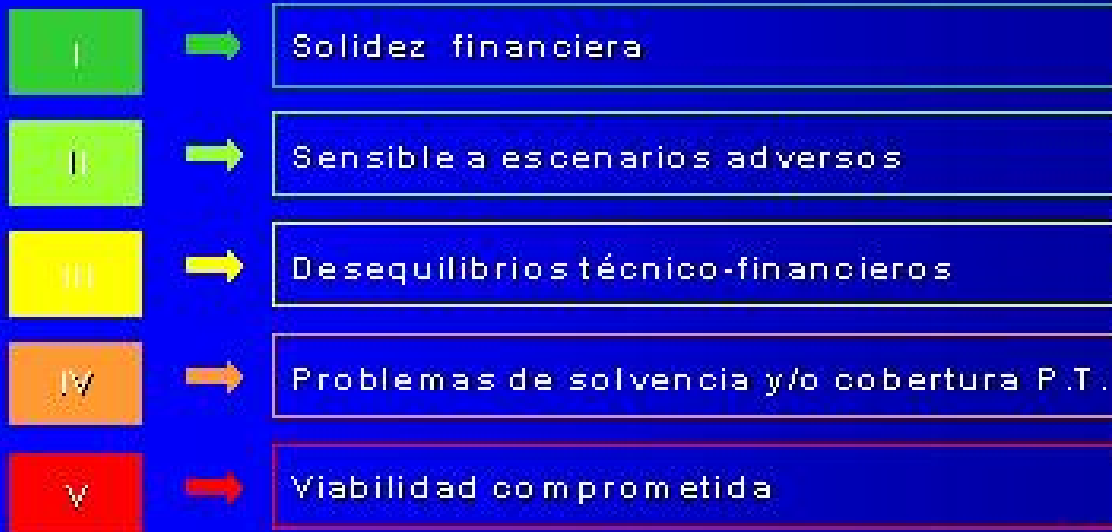 I Solidez financiera
II Sensible a escenarios adversos
III Desequilibrios técnico-financieros
IV Problemas de solvencia y/o cobertura P.T.
V Viabilidad comprometida